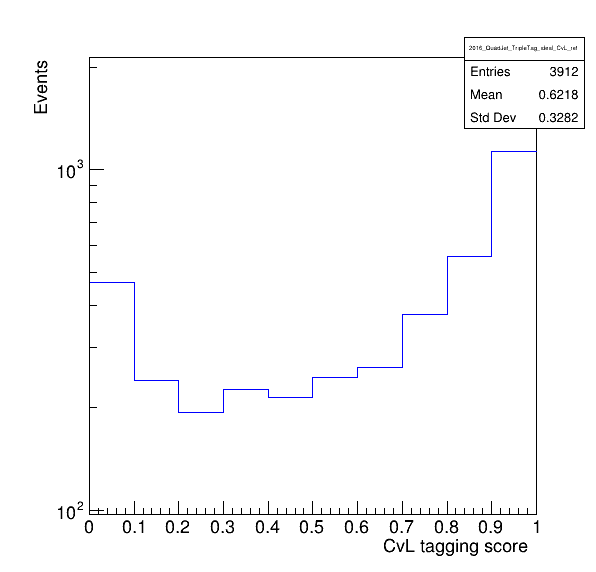 2016_QuadJet_TripleTag_ideal_CvL_ref
Entries 3912
Mean 0.6218
Std Dev 0.3282
Events
10³
10²
0 0.1 0.2 0.3 0.4 0.5 0.6 0.7 0.8 0.9 1
CvL tagging score